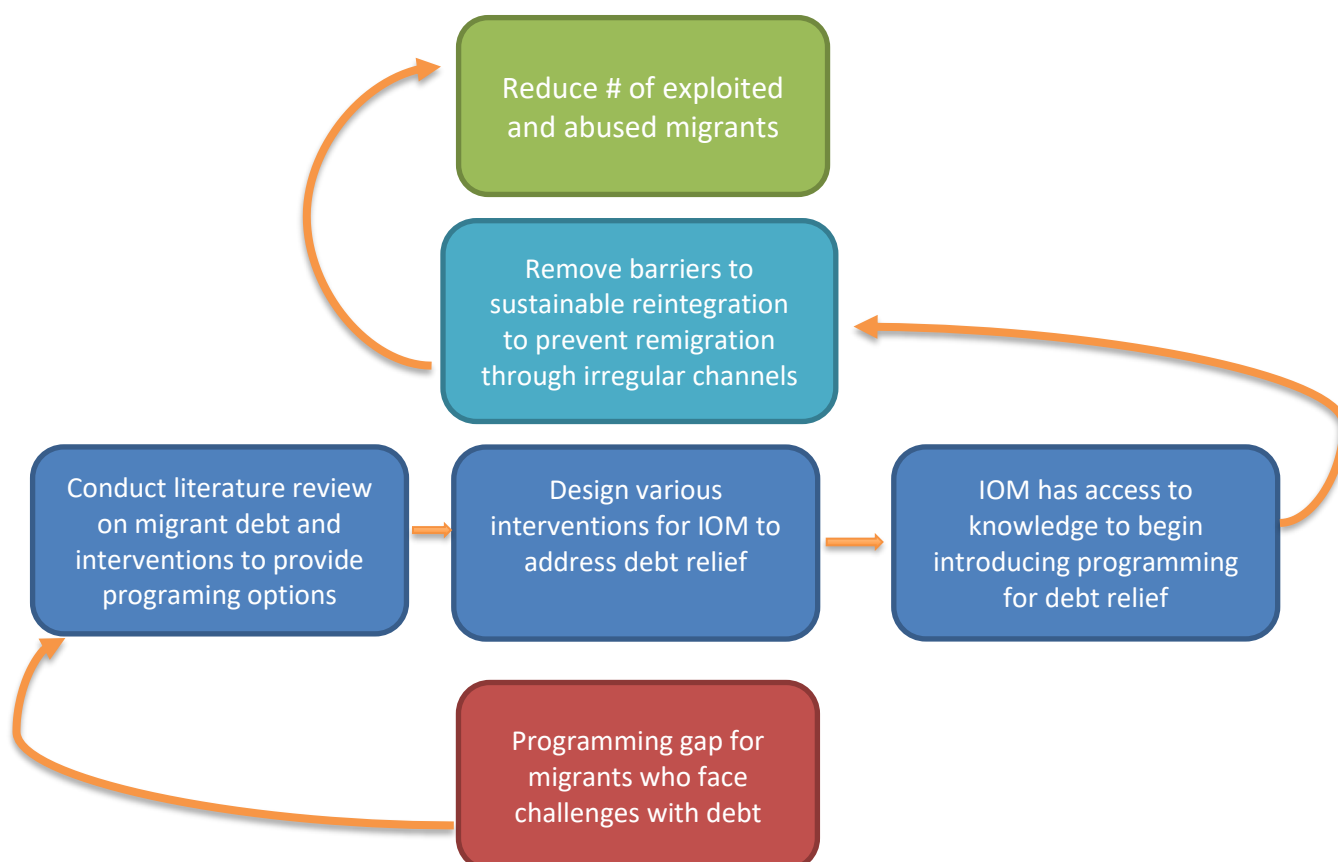 Reduce # of exploited
and abused migrants
Remove barriers to
sustainable reintegration
to prevent remigration
through irregular channels
Conduct literature review
on migrant debt and
interventions to provide
programing options
Design various
interventions for IOM to
address debt relief
IOM has access to
knowledge to begin
introducing programming
for debt relief
Programming gap for
migrants who face
challenges with debt